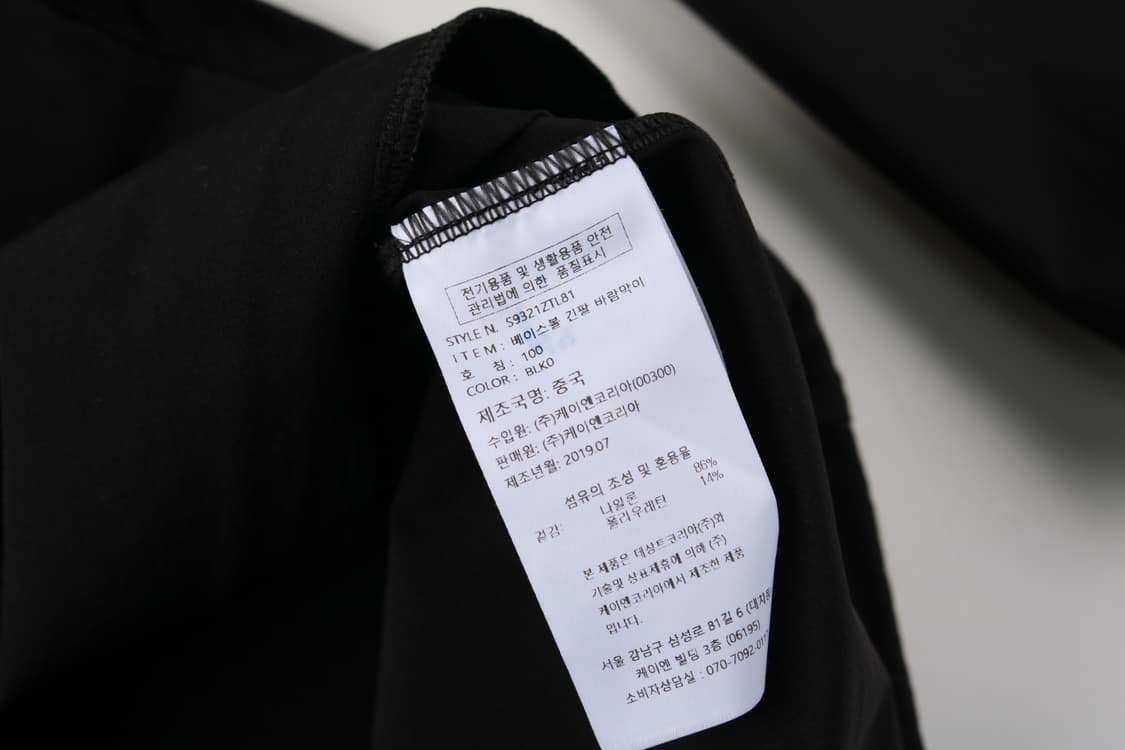 전기용품 및 생활용품 안전
관리법에 의한 품질표시
STYLE N. S9321ZTL81
ITEM : 베이스볼 긴팔 바람막이
호 칭 : 100
COLOR : BLK0
제조국명: 중국
수입원: (주)케이엔코리아(00300)
판매원: (주)케이엔코리아
제조년월: 2019.07
섬유의 조성 및 혼용율
겉감: 나일론 86%
폴리우레탄 14%
본 제품은 데상트코리아(주)와
기술및 상표제휴에 의해 (주)
케이엔코리아에서 제조한 제품
입니다.
서울 강남구 삼성로 81길 6 (대치동
케이엔 빌딩 3층 (06195)
소비자상담실 : 070-7092-01